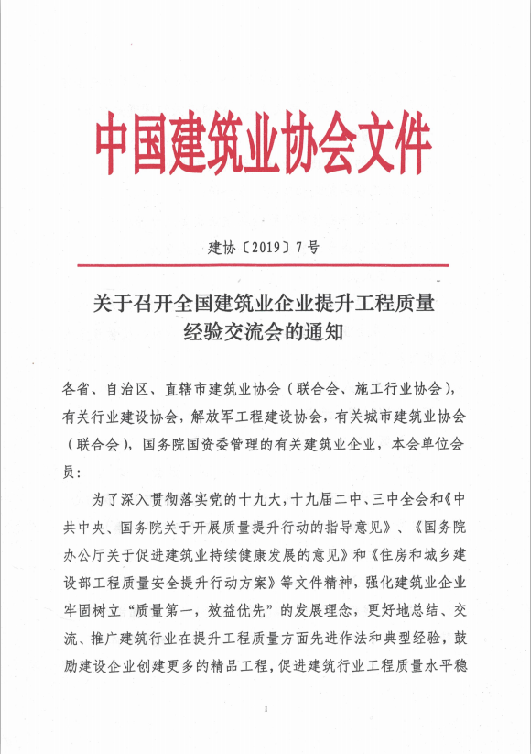 中国建筑业协会文件
建协〔2019〕7号
关于召开全国建筑业企业提升工程质量
经验交流会的通知
各省、自治区、直辖市建筑业协会（联合会、施工行业协会），
有关行业建设协会，解放军工程建设协会，有关城市建筑业协会
（联合会），国务院国资委管理的有关建筑业企业，本会单位会
员：
为了深入贯彻落实党的十九大，十九届二中、三中全会和《中
共中央、国务院关于开展质量提升行动的指导意见》、《国务院
办公厅关于促进建筑业持续健康发展的意见》和《住房和城乡建
设部工程质量安全提升行动方案》等文件精神，强化建筑业企业
牢固树立“质量第一，效益优先”的发展理念，更好地总结、交
流、推广建筑行业在提升工程质量方面先进作法和典型经验，鼓
励建设企业创建更多的精品工程，促进建筑行业工程质量水平稳
1